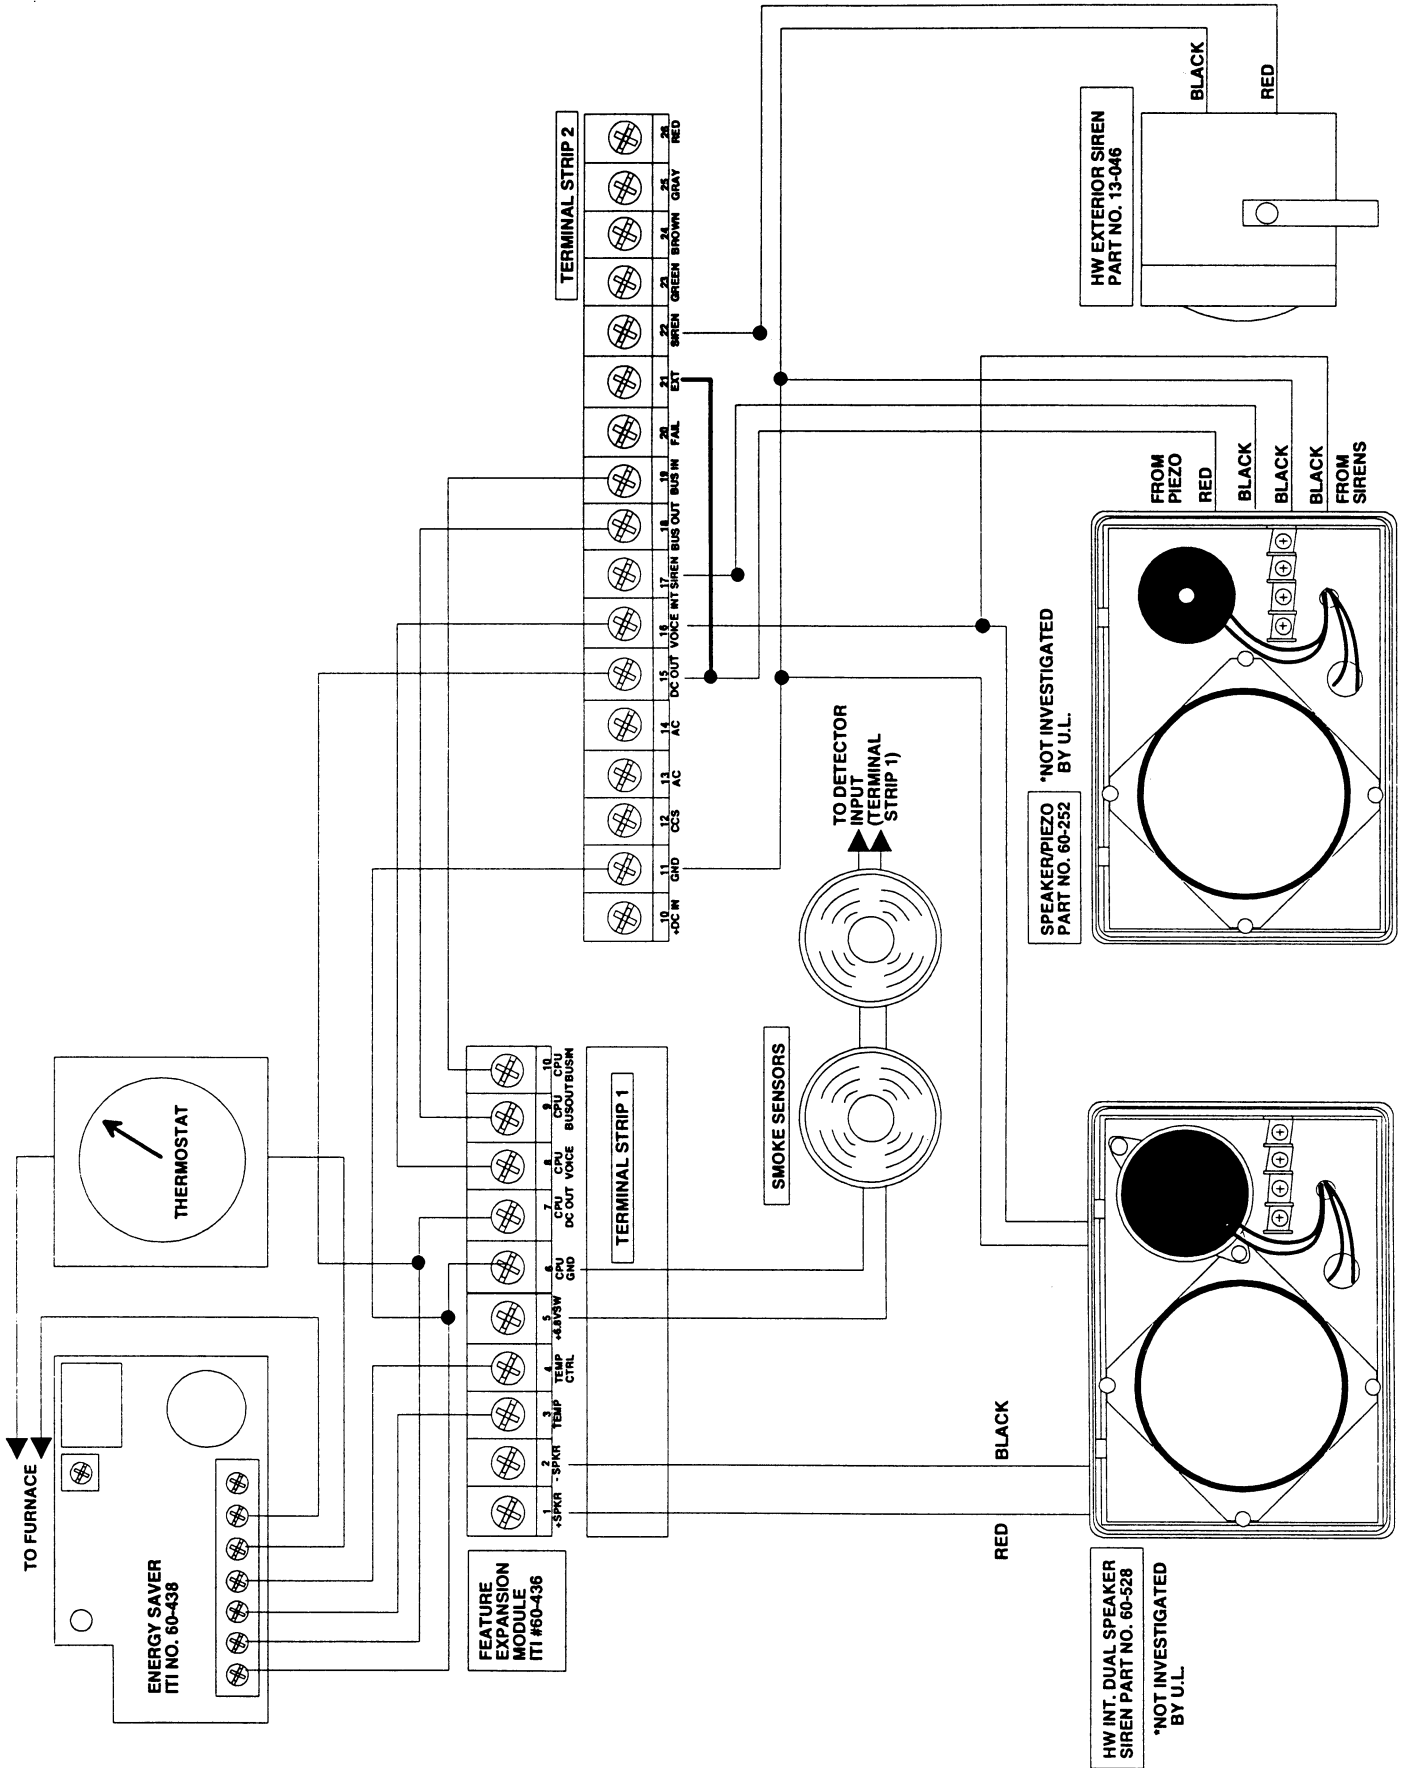 TO FURNACE
ENERGY SAVER
ITI NO. 60-438
THERMOSTAT
FEATURE
EXPANSION
MODULE
ITI #60-436
1
+SPKR
2
- SPKR
3
TEMP
4
TEMP
CTRL
5
+6.8VSW
6
CPU
GND
7
CPU
DC OUT
8
CPU
VOICE
9
CPU
BUSOUT
10
CPU
BUSIN
TERMINAL STRIP 1
TERMINAL STRIP 2
10
+DC IN
11
GND
12
CCS
13
AC
14
AC
15
DC OUT
16
VOICE
17
INT SIREN
18
BUS OUT
19
BUS IN
20
FAIL
21
EXT
22
SIREN
23
GREEN
24
BROWN
25
GRAY
26
RED
SMOKE SENSORS
TO DETECTOR
INPUT
(TERMINAL
STRIP 1)
RED
BLACK
HW INT. DUAL SPEAKER
SIREN PART NO. 60-528
*NOT INVESTIGATED
BY U.L.
SPEAKER/PIEZO
PART NO. 60-252
*NOT INVESTIGATED
BY U.L.
FROM
PIEZO
RED
BLACK
BLACK
BLACK
FROM
SIRENS
HW EXTERIOR SIREN
PART NO. 13-046
BLACK
RED